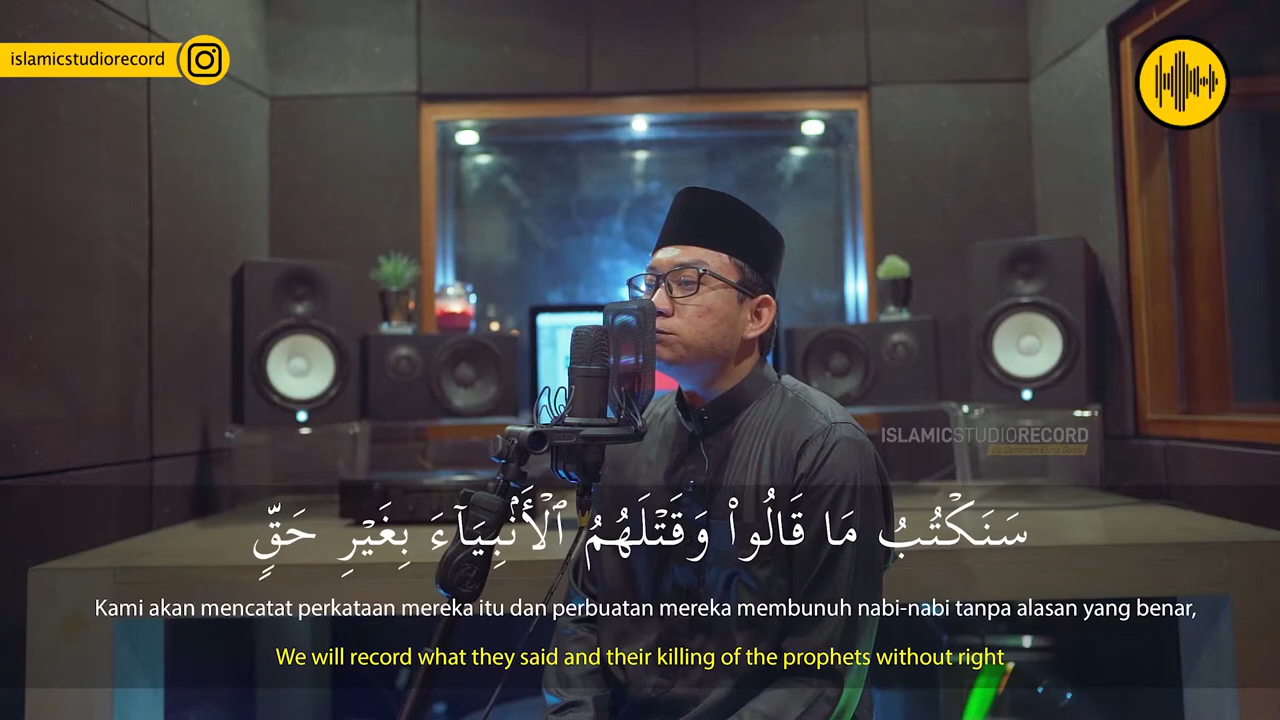 islamicstudiorecord
ISLAMICSTUDIORECORD
سَنَكْتُبُ مَا قَالُوا۟ وَقَتْلَهُمُ ٱلْأَنۢبِيَآءَ بِغَيْرِ حَقٍّ
Kami akan mencatat perkataan mereka itu dan perbuatan mereka membunuh nabi-nabi tanpa alasan yang benar,
We will record what they said and their killing of the prophets without right